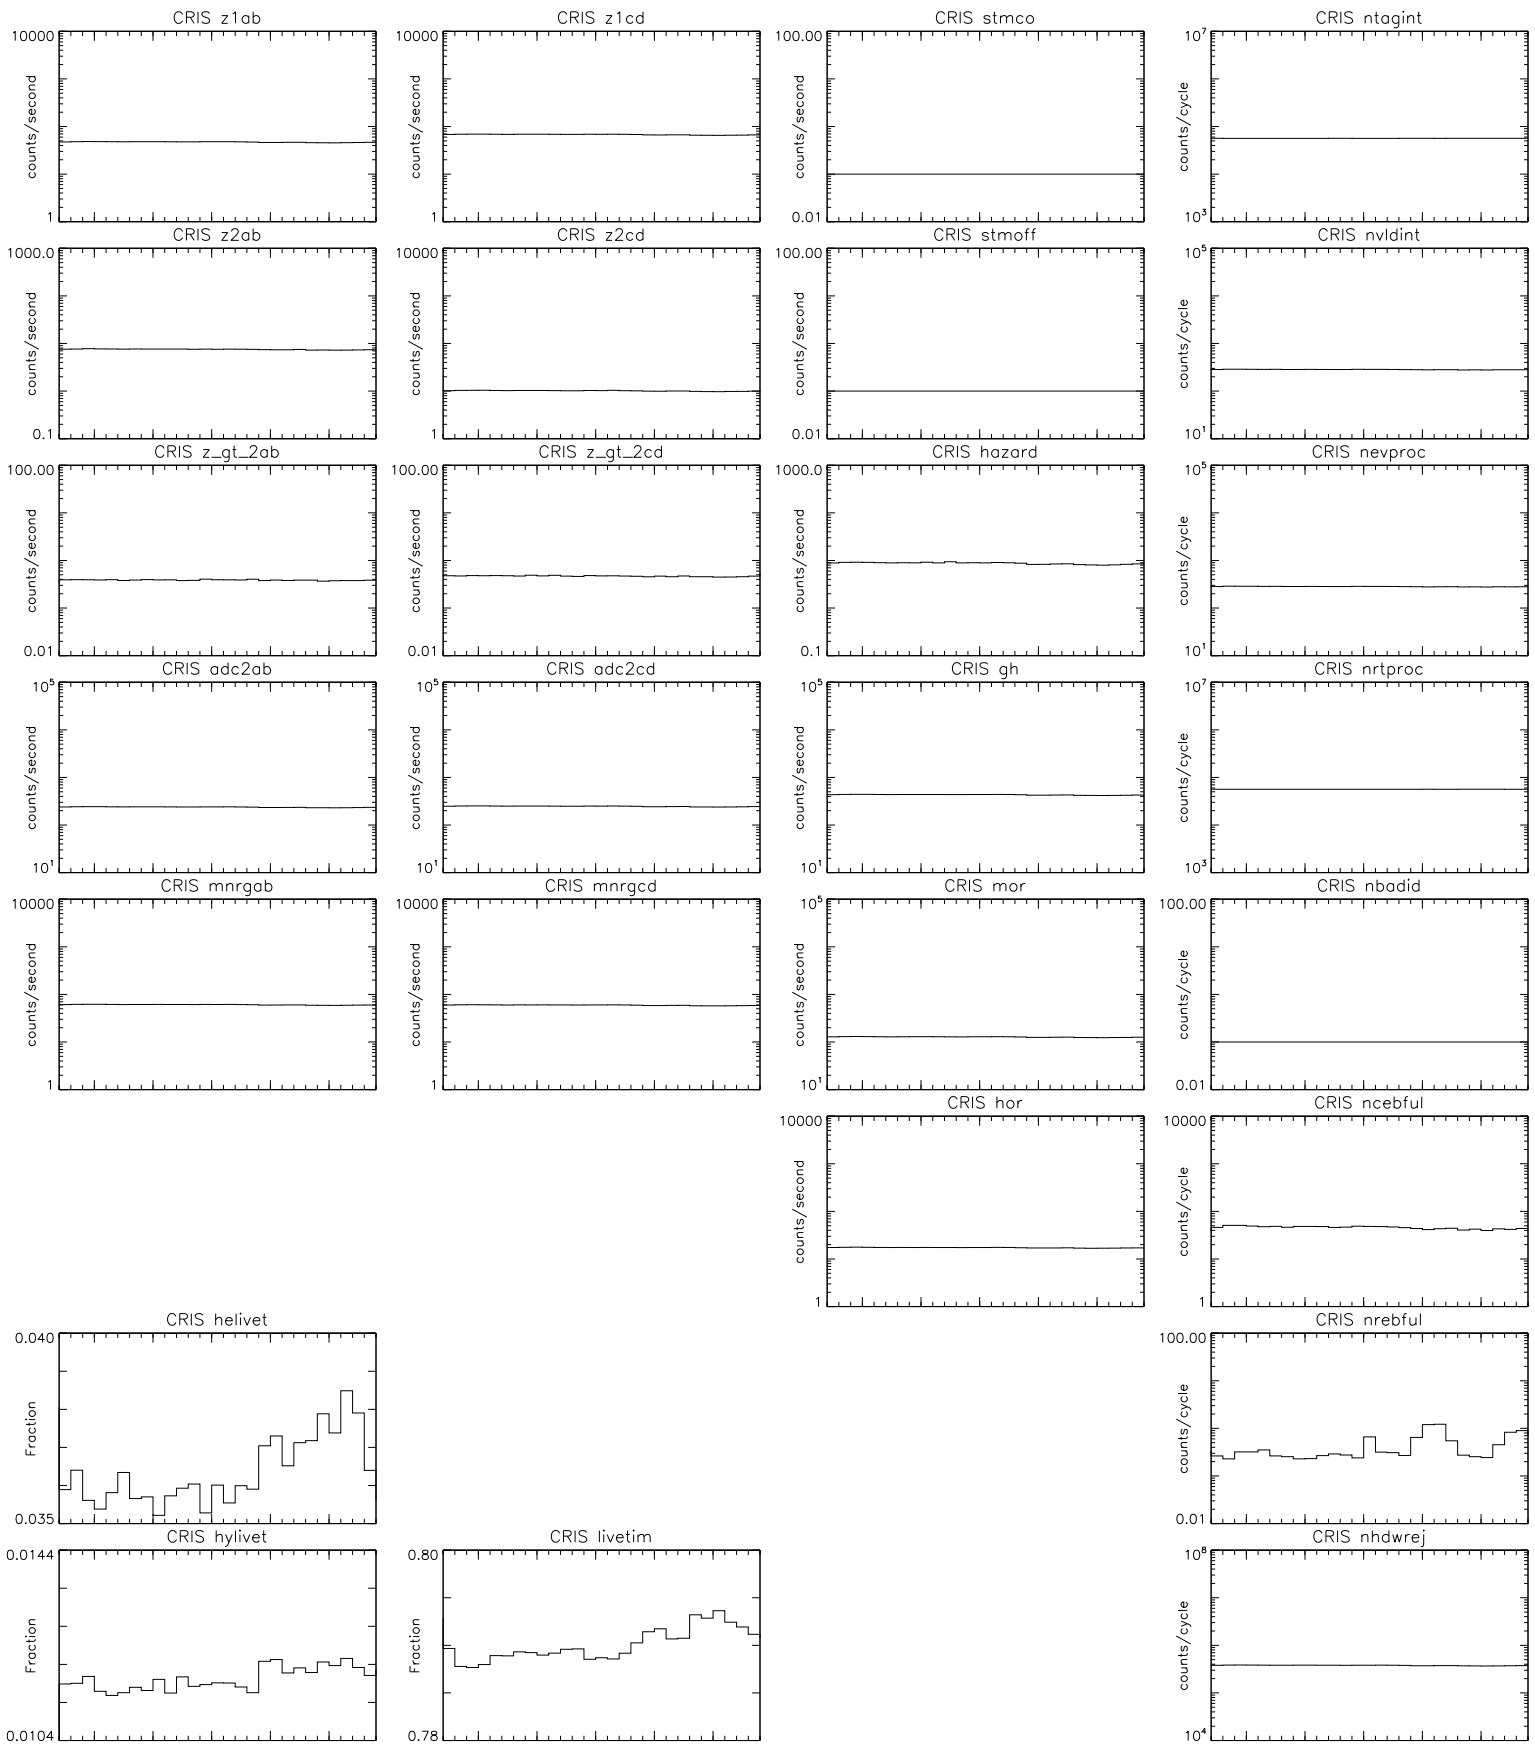 CRIS z1ab
10000
counts/second
1
CRIS z1cd
10000
counts/second
1
CRIS stmco
100.00
0.01
CRIS ntagint
10⁷
counts/cycle
10³
CRIS z2ab
1000.0
counts/second
0.1
CRIS z2cd
10000
counts/second
1
CRIS stmoff
100.00
counts/second
0.01
CRIS nvldint
10⁵
counts/cycle
10¹
CRIS z_gt_2ab
100.00
counts/second
0.01
CRIS z_gt_2cd
100.00
counts/second
0.01
CRIS hazard
1000.0
counts/second
0.1
CRIS nevproc
10⁵
counts/cycle
10¹
CRIS adc2ab
10⁵
counts/second
10¹
CRIS adc2cd
10⁵
counts/second
10¹
CRIS gh
10⁵
counts/second
10¹
CRIS nrtproc
10⁷
counts/cycle
10³
CRIS mnrgab
10000
counts/second
1
CRIS mnrgcd
10000
counts/second
1
CRIS mor
10⁵
counts/second
10¹
CRIS nbadid
100.00
counts/cycle
0.01
CRIS hor
10000
counts/second
1
CRIS ncebful
10000
counts/cycle
1
CRIS helivet
0.040
Fraction
0.035
CRIS nrebful
100.00
counts/cycle
0.01
CRIS hylivet
0.0144
Fraction
0.0104
CRIS livetim
0.80
Fraction
0.78
CRIS nhdwrej
10⁸
counts/cycle
10⁴